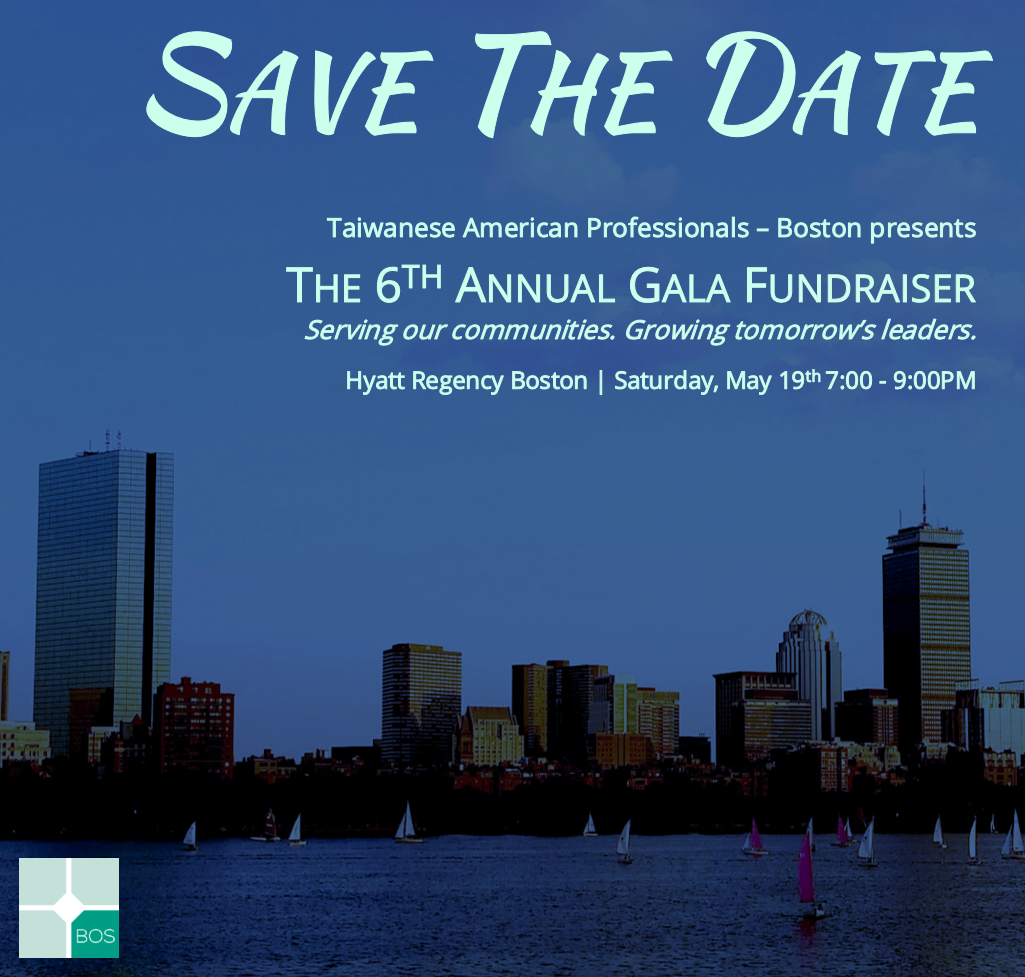 Save The Date
Taiwanese American Professionals – Boston presents
The 6TH Annual Gala Fundraiser
Serving our communities. Growing tomorrow’s leaders.
Hyatt Regency Boston | Saturday, May 19th 7:00 - 9:00PM
BOS